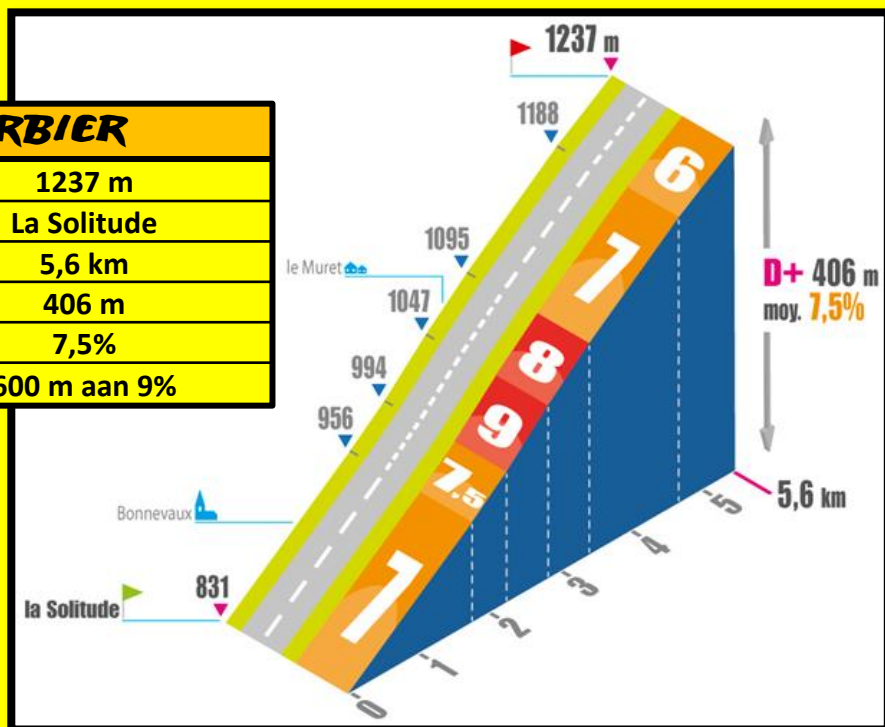 RBIER
1237 m
La Solitude
5,6 km
406 m
7,5%
600 m aan 9%
1237 m
1188
1095
le Muret
1047
994
956
Bonnevaux
831
la Solitude
6
7
8
9
7,5
7
D+ 406 m
moy. 7,5%
5,6 km
0
1
2
3
4
5